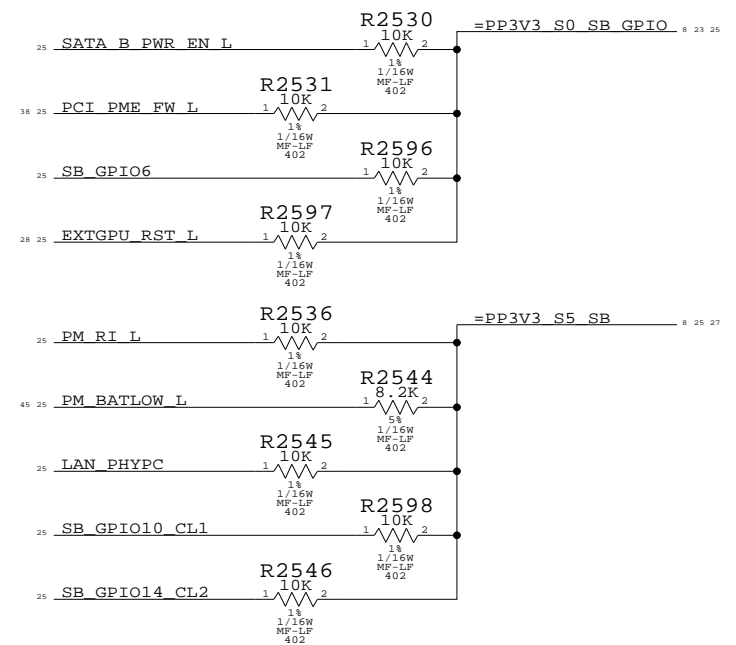 R2530
=PP3V3_S0_SB_GPIO 8 23 25
10K
25 SATA_B_PWR_EN_L 1 2
1%
1/16W
MF-LF
402
R2531
10K
38 25 PCI_PME_FW_L 1 2
1%
1/16W
MF-LF
402
R2596
10K
25 SB_GPIO6 1 2
1%
1/16W
MF-LF
402
R2597
10K
28 25 EXTGPU_RST_L 1 2
1%
1/16W
MF-LF
402
R2536
=PP3V3_S5_SB 8 25 27
10K
25 PM_RI_L 1 2
1%
1/16W
MF-LF
402
R2544
8.2K
45 25 PM_BATLOW_L 1 2
5%
1/16W
MF-LF
402
R2545
10K
25 LAN_PHYPC 1 2
1%
1/16W
MF-LF
402
R2598
10K
25 SB_GPIO10_CL1 1 2
1%
1/16W
MF-LF
402
R2546
10K
25 SB_GPIO14_CL2 1 2
1%
1/16W
MF-LF
402